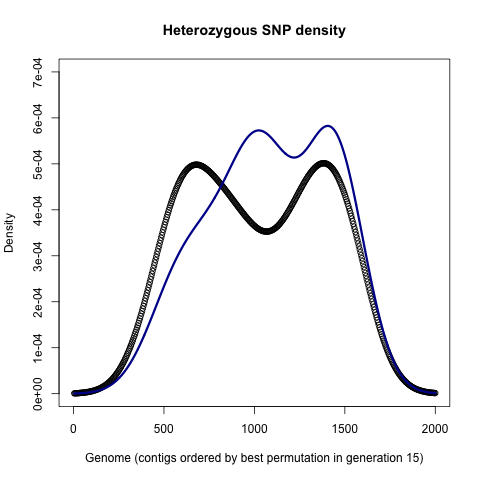 Heterozygous SNP density
Density
7e-04
6e-04
5e-04
4e-04
3e-04
2e-04
1e-04
0e+00
0 500 1000 1500 2000
Genome (contigs ordered by best permutation in generation 15)